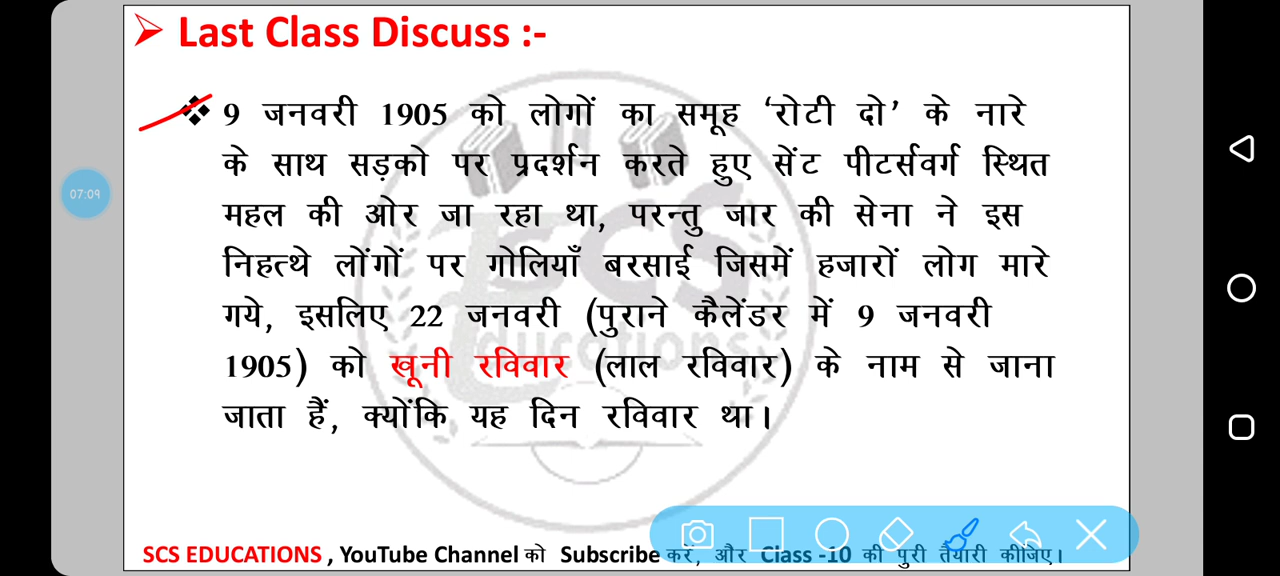 Last Class Discuss :-
9 जनवरी 1905 को लोगों का समूह ‘रोटी दो’ के नारे
के साथ सड़को पर प्रदर्शन करते हुए सेंट पीटर्सवर्ग स्थित
महल की ओर जा रहा था, परन्तु जार की सेना ने इस
निहत्थे लोंगों पर गोलियाँ बरसाई जिसमें हजारों लोग मारे
गये, इसलिए 22 जनवरी (पुराने कैलेंडर में 9 जनवरी
1905) को खूनी रविवार (लाल रविवार) के नाम से जाना
जाता हैं, क्योंकि यह दिन रविवार था।
07:09
SCS
Educations
SCS EDUCATIONS , YouTube Channel को Subscribe करें, और Class -10 की पुरी तैयारी कीजिए।